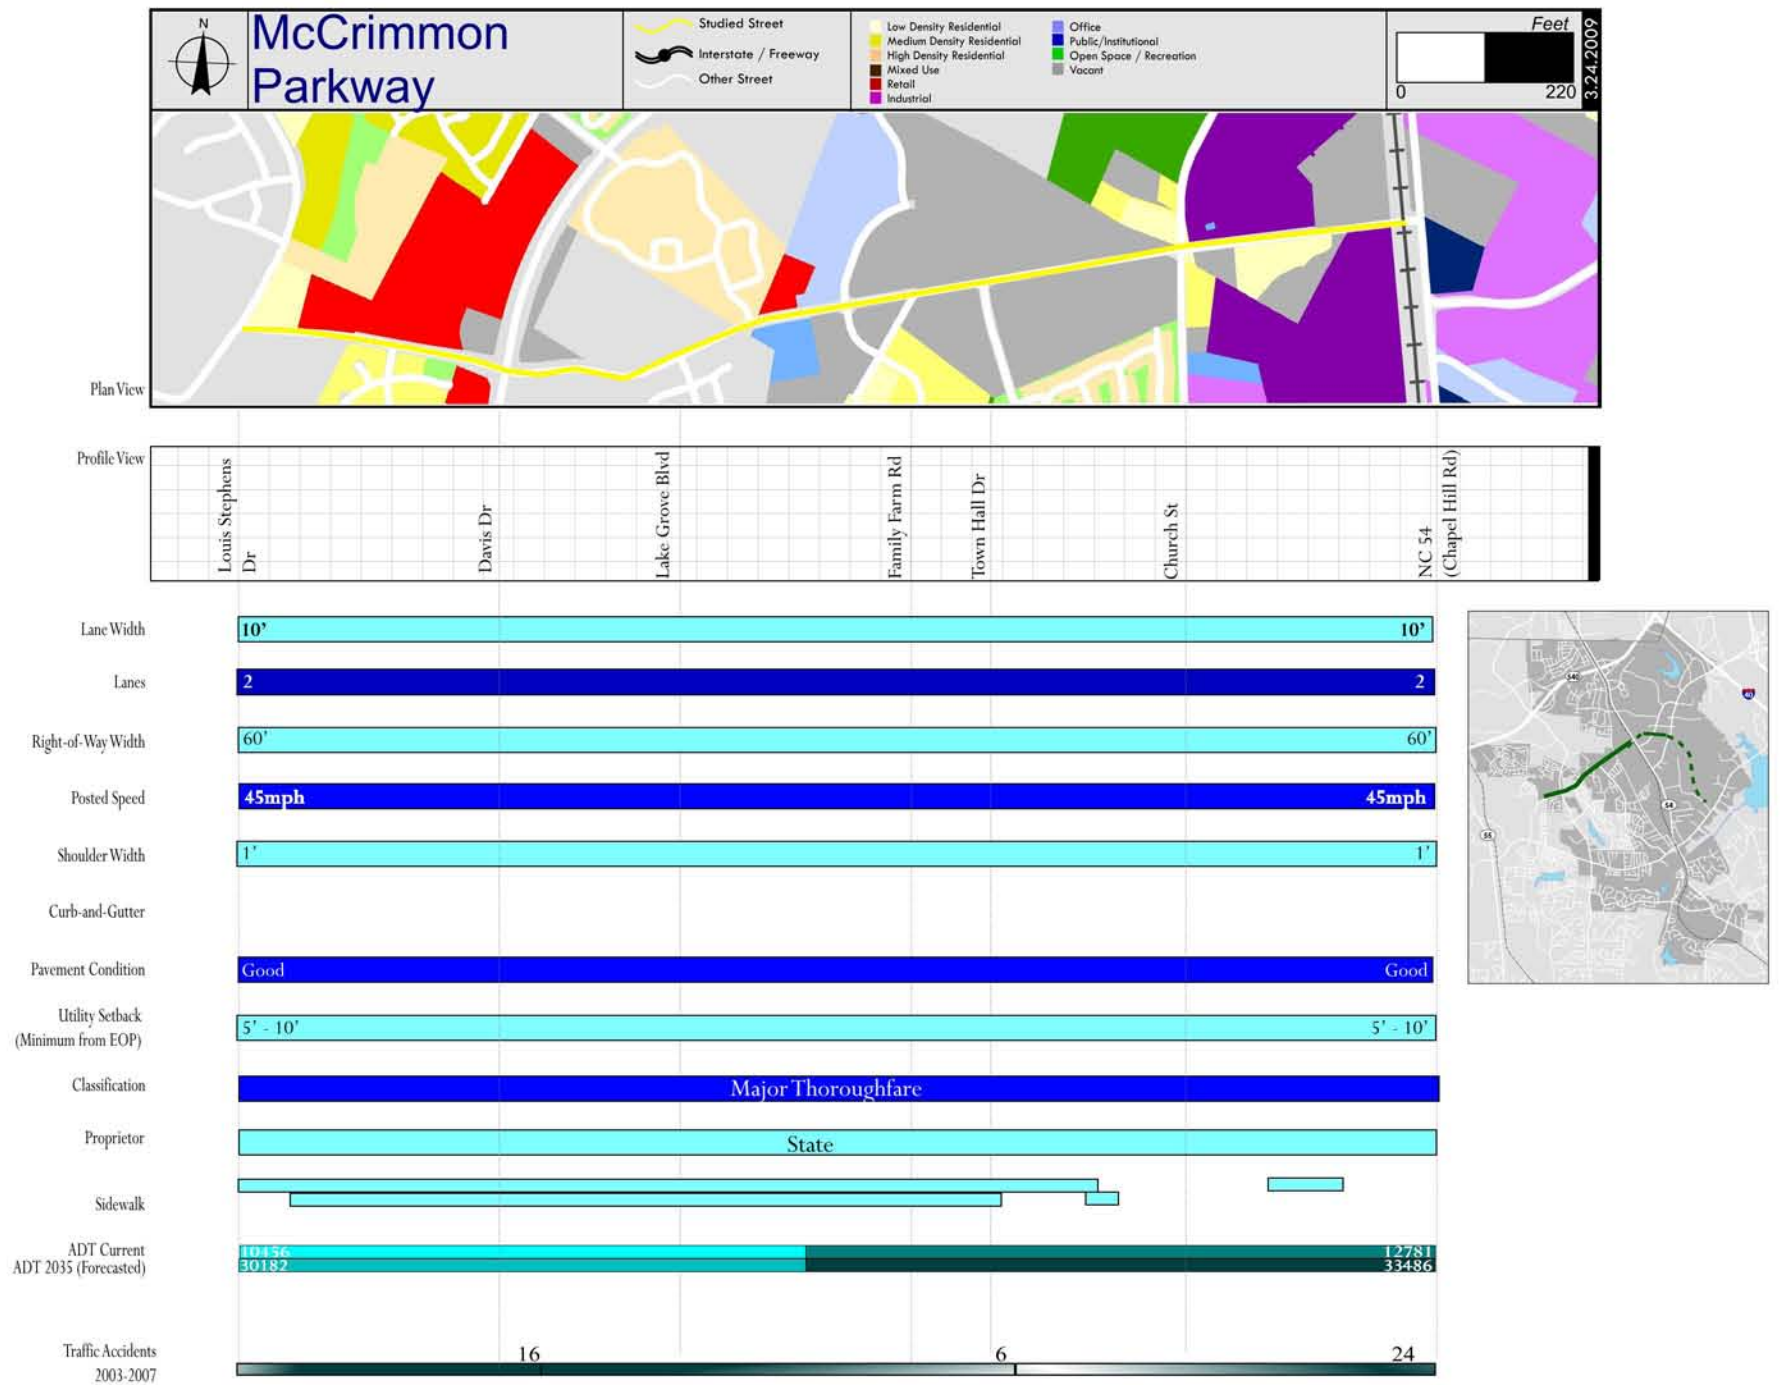 N
McCrimmon
Parkway
Studied Street
Interstate / Freeway
Other Street
Low Density Residential
Medium Density Residential
High Density Residential
Mixed Use
Retail
Industrial
Office
Public/Institutional
Open Space / Recreation
Vacant
Feet
0 220
3.24.2009
Plan View
Profile View
Louis Stephens
Dr
Davis Dr
Lake Grove Blvd
Family Farm Rd
Town Hall Dr
Church St
NC 54
(Chapel Hill Rd)
Lane Width 10’ 10’
Lanes 2 2
Right-of-Way Width 60’ 60’
Posted Speed 45mph 45mph
Shoulder Width 1’ 1’
Curb-and-Gutter
Pavement Condition Good Good
Utility Setback
(Minimum from EOP) 5’ - 10’ 5’ - 10’
Classification Major Thoroughfare
Proprietor State
Sidewalk
ADT Current 10456 12781
ADT 2035 (Forecasted) 30182 33486
Traffic Accidents 16 6 24
2003-2007
540
40
54
55